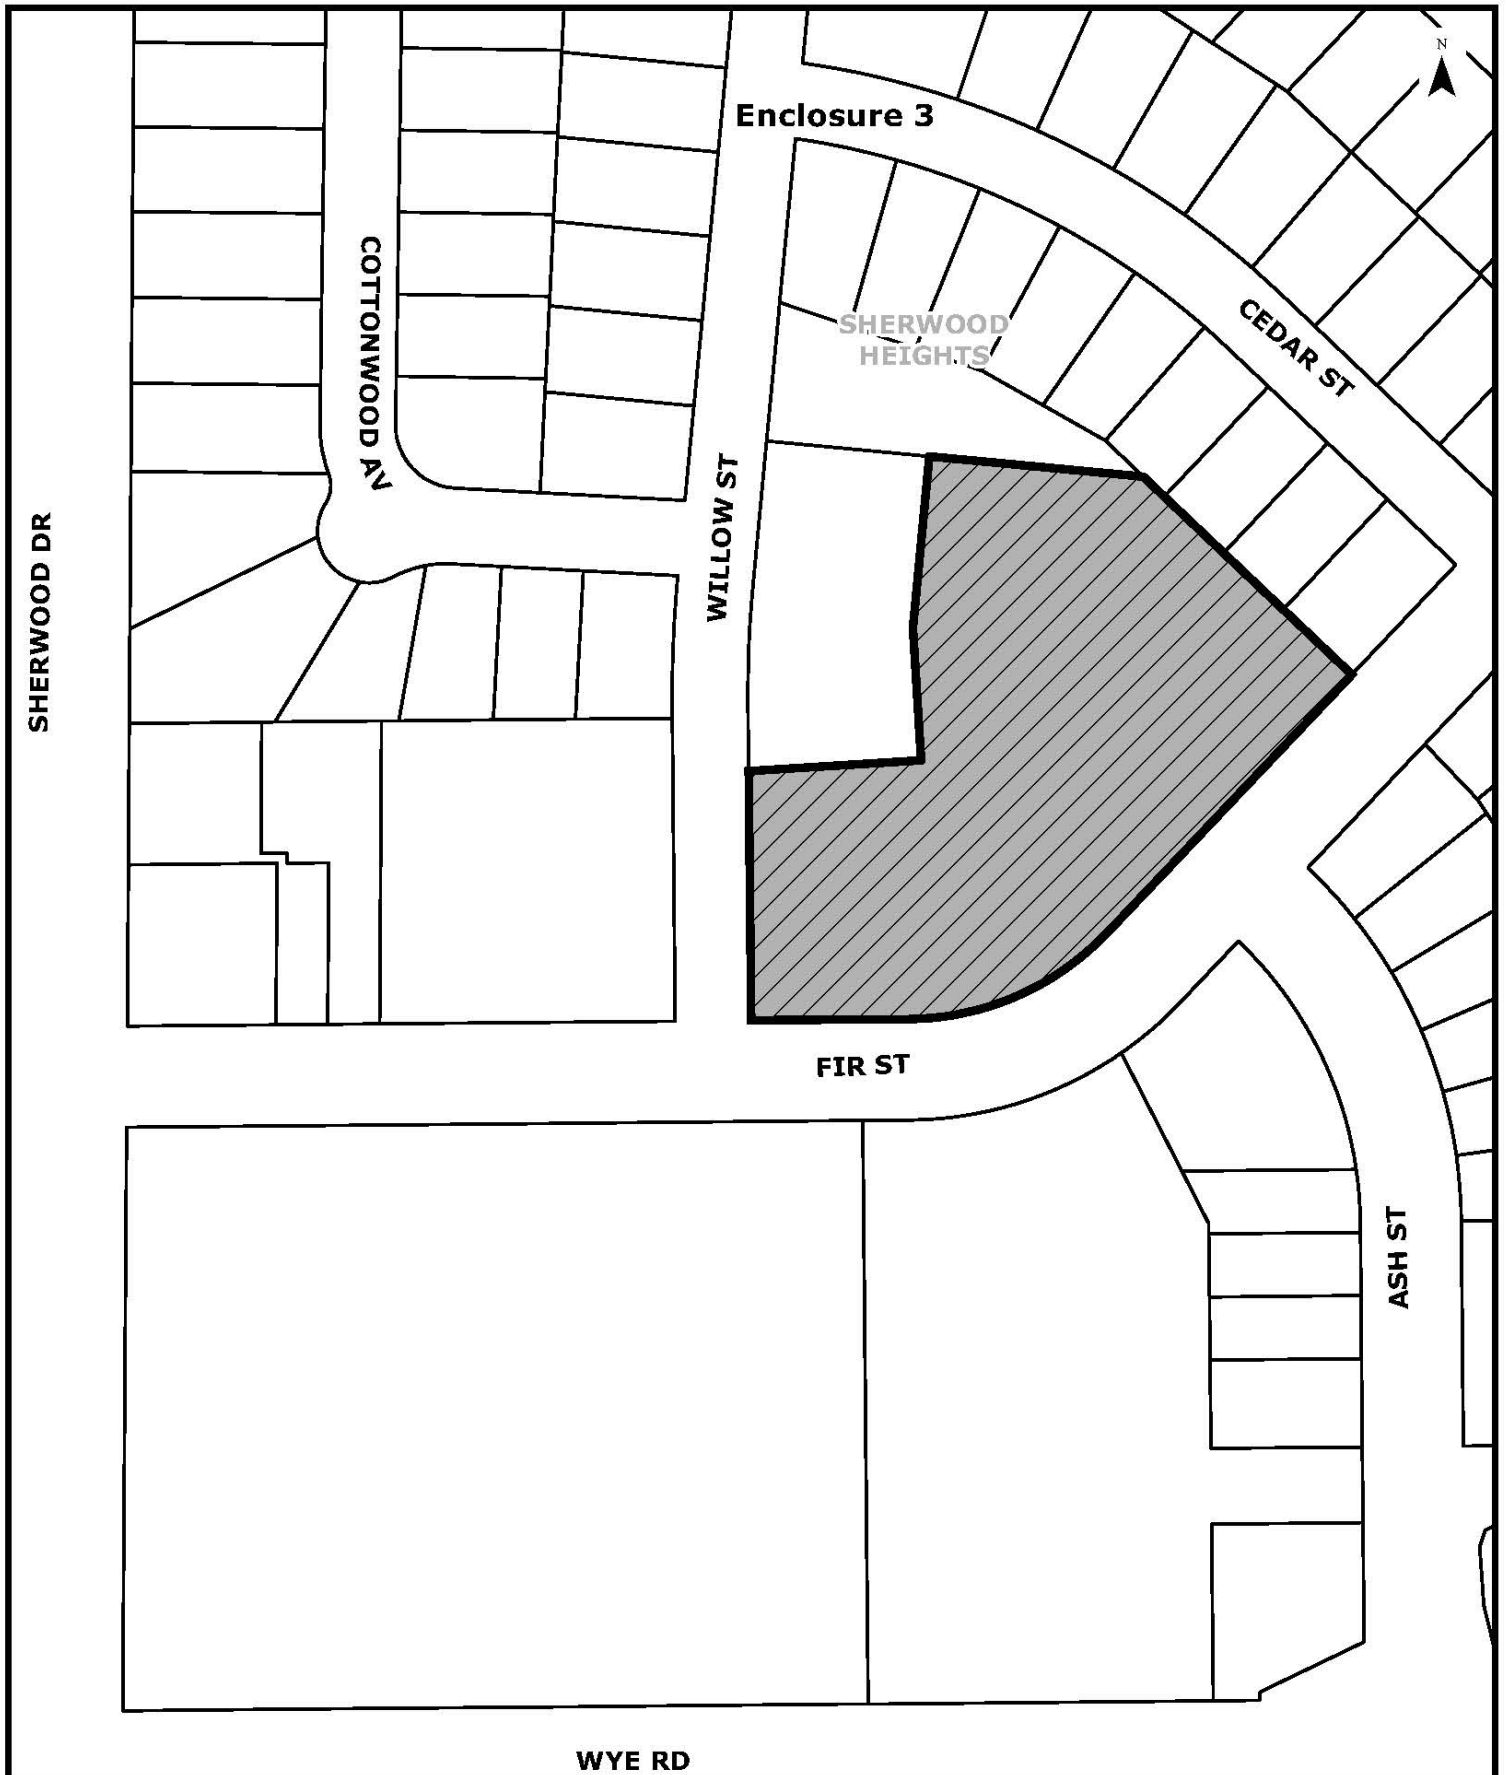 N
Enclosure 3
COTTONWOOD AV
SHERWOOD
HEIGHTS
CEDAR ST
WILLOW ST
SHERWOOD DR
FIR ST
ASH ST
WYE RD